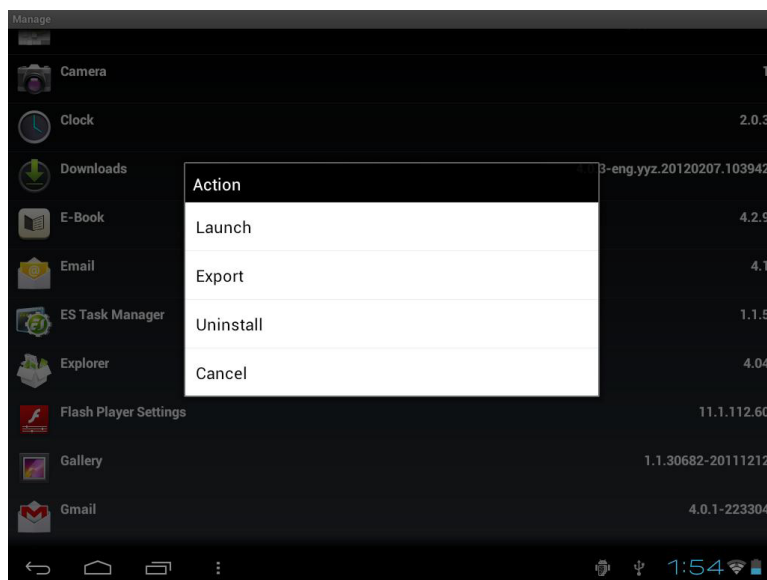 Manage
Camera 1
Clock 2.0.3
Downloads 3-eng.yyz.20120207.103942
Action
Launch
E-Book 4.2.9
Export
Email 4.1
Uninstall
ES Task Manager 1.1.5
Cancel
Explorer 4.04
Flash Player Settings 11.1.112.60
Gallery 1.1.30682-20111212
Gmail 4.0.1-223304
1:54